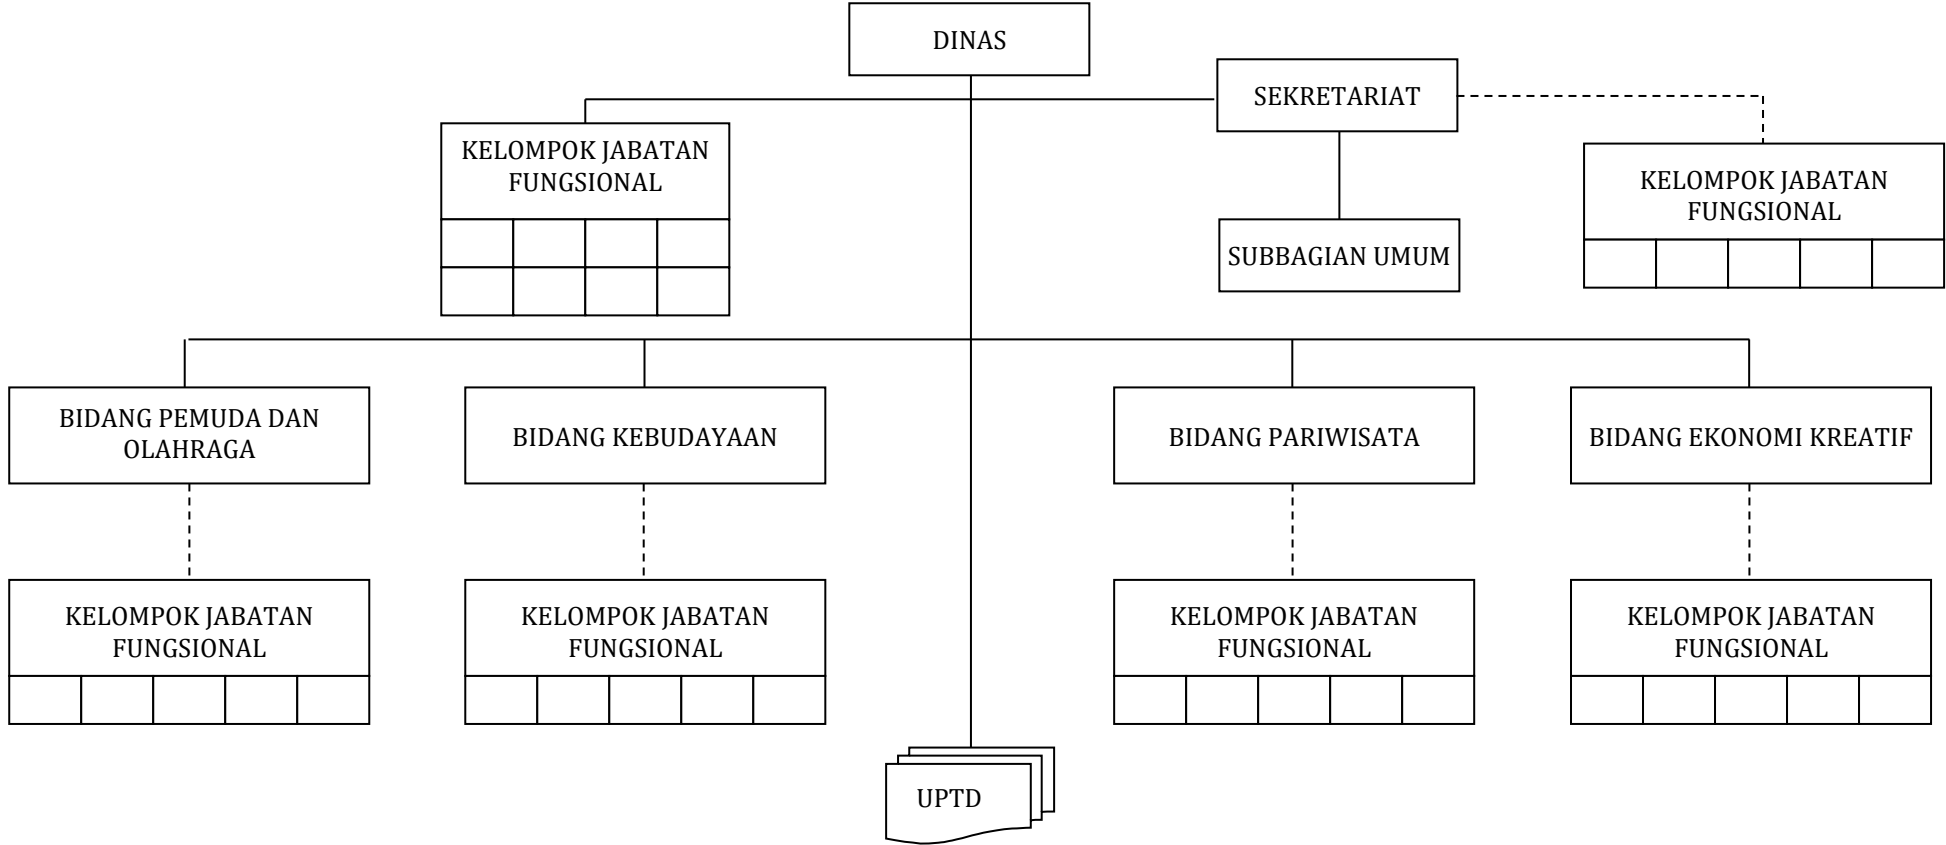 DINAS
SEKRETARIAT
KELOMPOK JABATAN
FUNGSIONAL
KELOMPOK JABATAN
FUNGSIONAL
SUBBAGIAN UMUM
BIDANG PEMUDA DAN
OLAHRAGA
BIDANG KEBUDAYAAN
BIDANG PARIWISATA
BIDANG EKONOMI KREATIF
KELOMPOK JABATAN
FUNGSIONAL
KELOMPOK JABATAN
FUNGSIONAL
KELOMPOK JABATAN
FUNGSIONAL
KELOMPOK JABATAN
FUNGSIONAL
UPTD